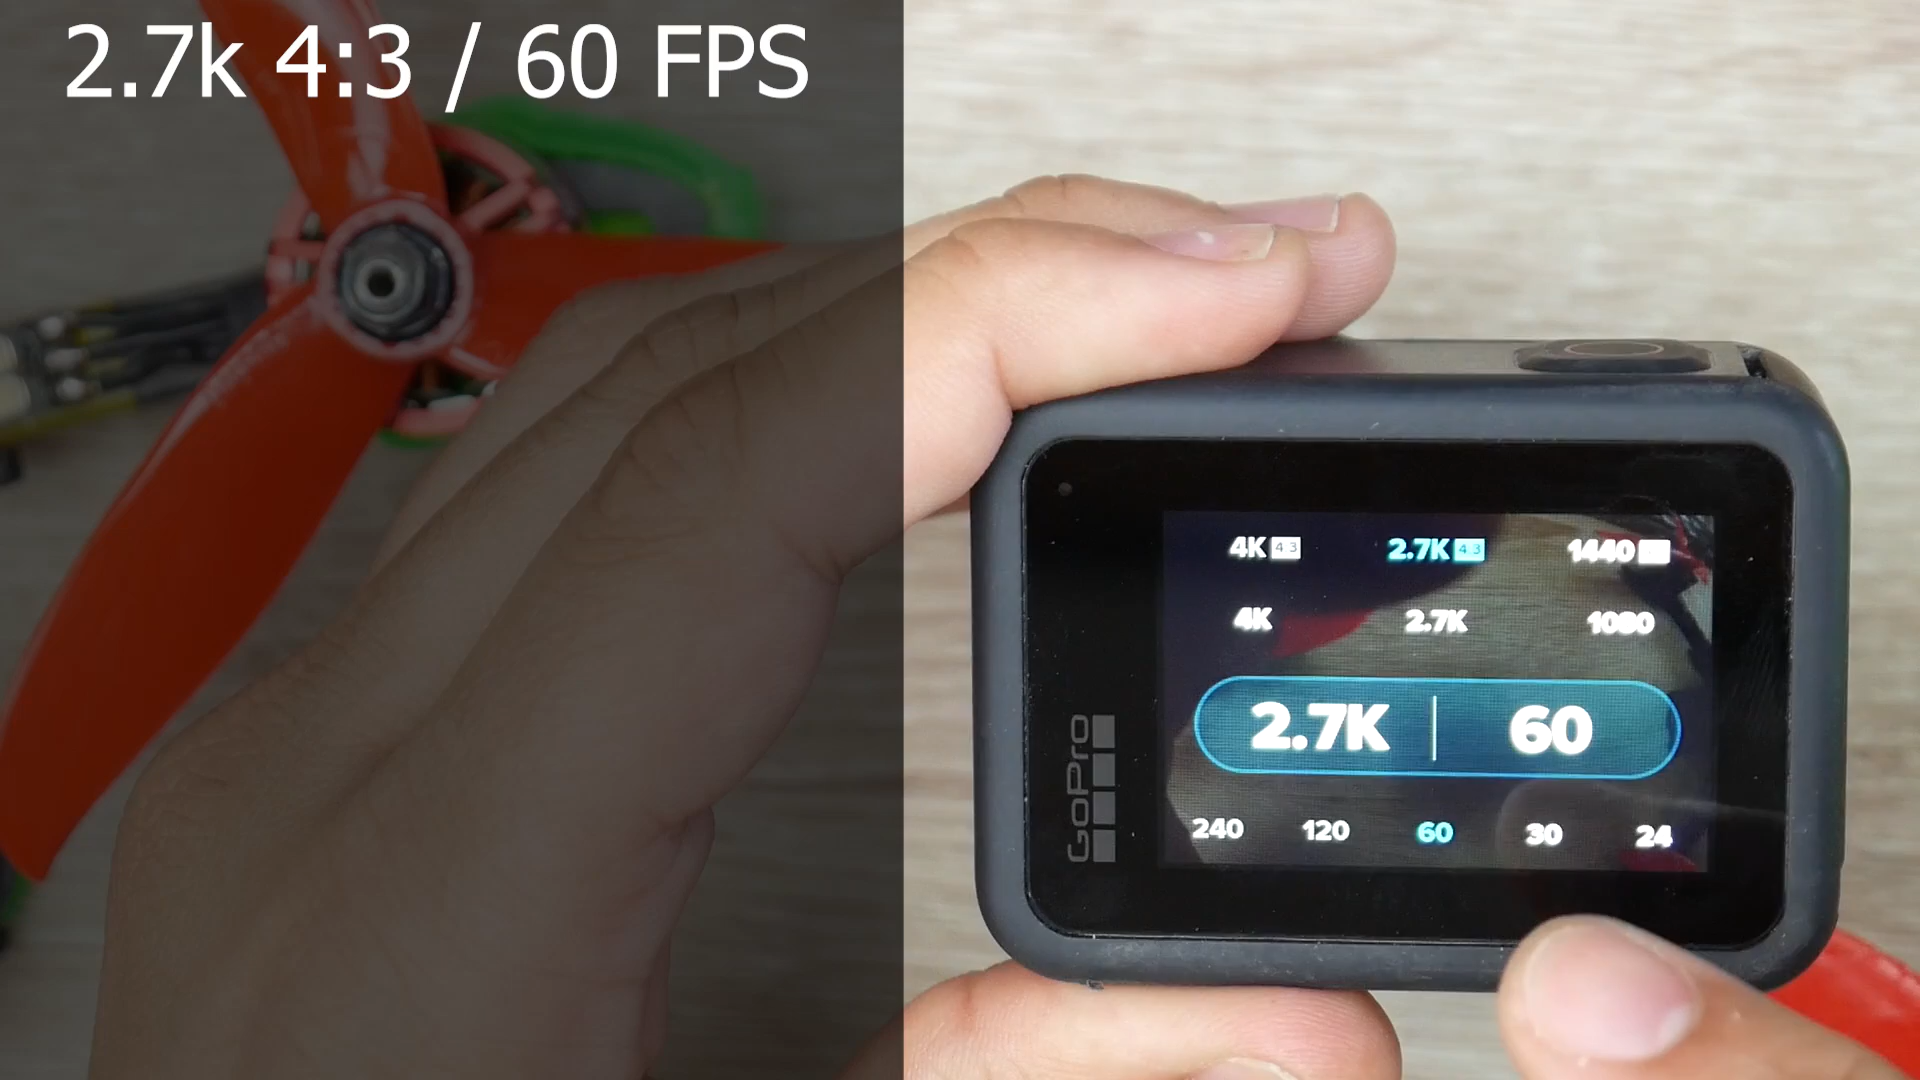 2.7k 4:3 / 60 FPS
4K 4:3 2.7K 4:3 1440
4K 2.7K 1080
2.7K | 60
240 120 60 30 24
GoPro